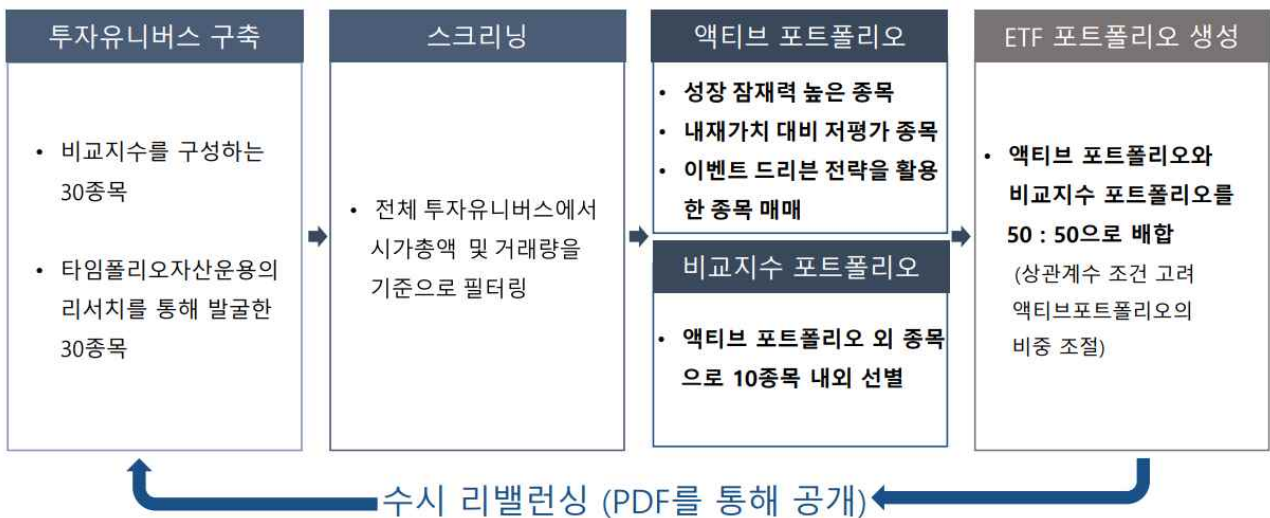 투자유니버스 구축
• 비교지수를 구성하는
30종목
• 타임폴리오자산운용의
리서치를 통해 발굴한
30종목
스크리닝
• 전체 투자유니버스에서
시가총액 및 거래량을
기준으로 필터링
액티브 포트폴리오
• 성장 잠재력 높은 종목
• 내재가치 대비 저평가 종목
• 이벤트 드리븐 전략을 활용
한 종목 매매
비교지수 포트폴리오
• 액티브 포트폴리오 외 종목
으로 10종목 내외 선별
ETF 포트폴리오 생성
• 액티브 포트폴리오와
비교지수 포트폴리오를
50 : 50으로 배합
(상관계수 조건 고려
액티브포트폴리오의
비중 조절)
수시 리밸런싱 (PDF를 통해 공개)